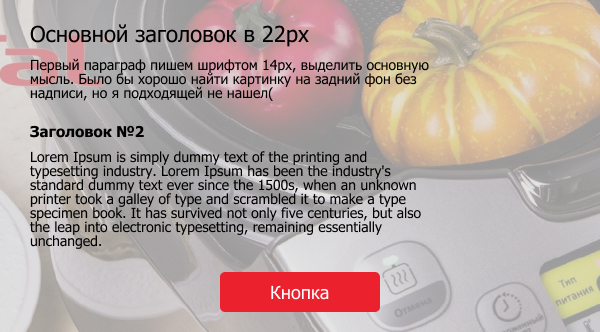 Основной заголовок в 22px
Первый параграф пишем шрифтом 14px, выделить основную
мысль. Было бы хорошо найти картинку на задний фон без
надписи, но я подходящей не нашел(
Заголовок №2
Lorem Ipsum is simply dummy text of the printing and
typesetting industry. Lorem Ipsum has been the industry's
standard dummy text ever since the 1500s, when an unknown
printer took a galley of type and scrambled it to make a type
specimen book. It has survived not only five centuries, but also
the leap into electronic typesetting, remaining essentially
unchanged.
Кнопка
Отмена
Тип
питания